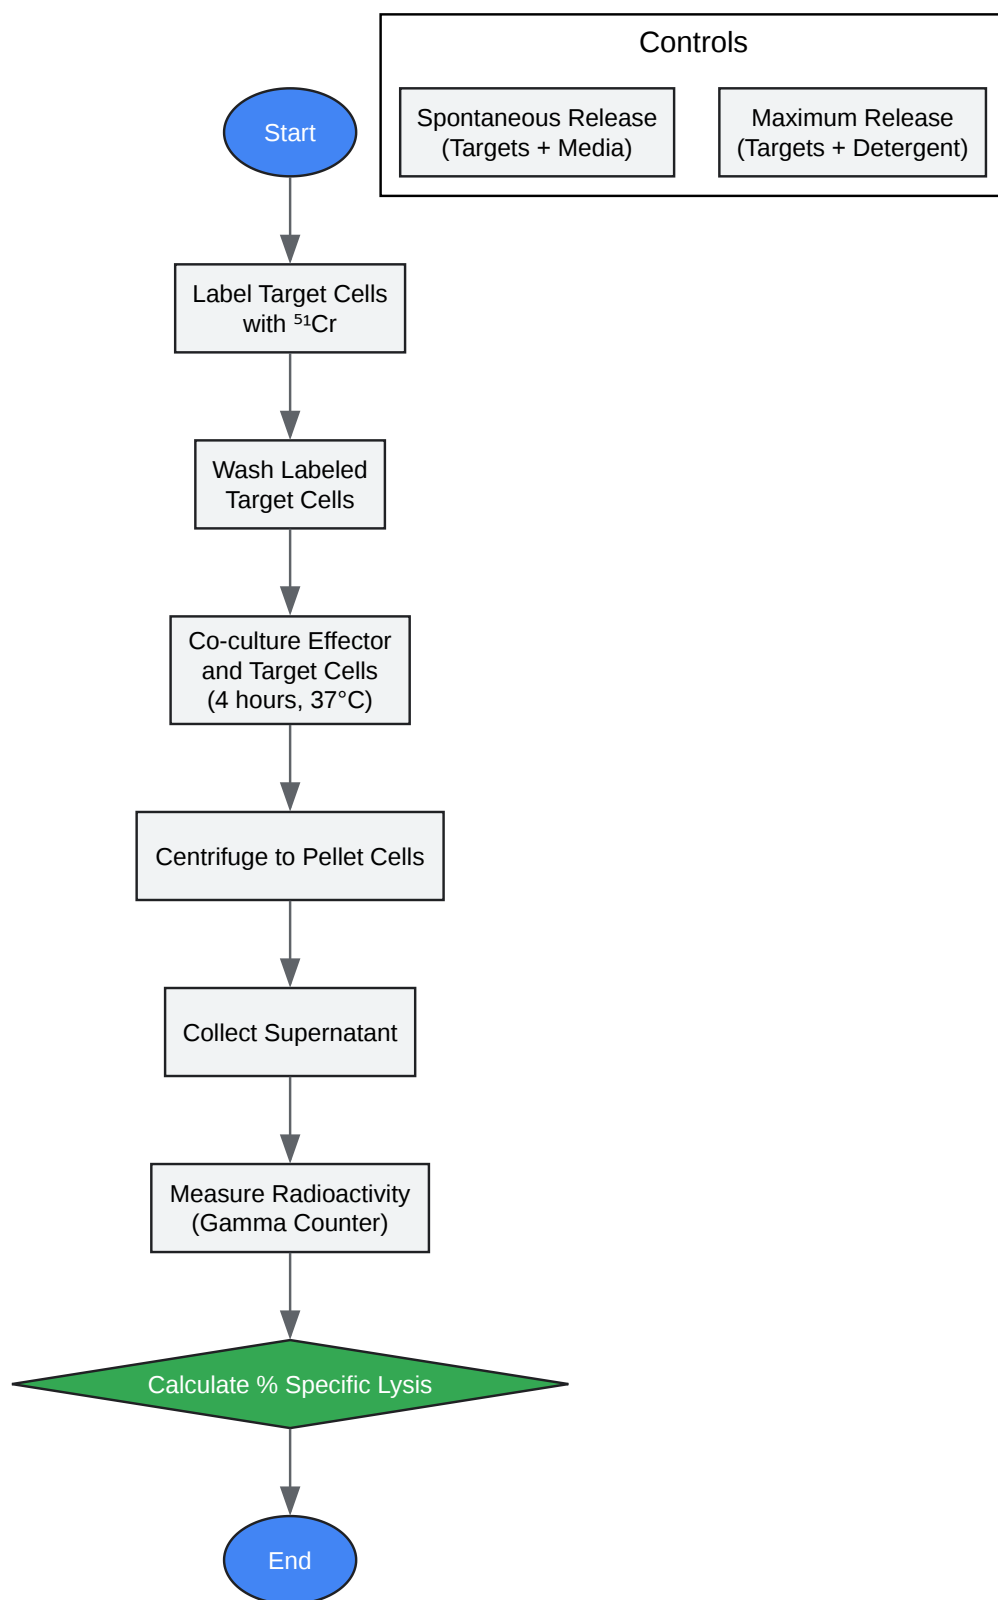 Controls
Spontaneous Release
(Targets + Media)
Maximum Release
(Targets + Detergent)
Start
Label Target Cells
with ⁵¹Cr
Wash Labeled
Target Cells
Co-culture Effector
and Target Cells
(4 hours, 37°C)
Centrifuge to Pellet Cells
Collect Supernatant
Measure Radioactivity
(Gamma Counter)
Calculate % Specific Lysis
End